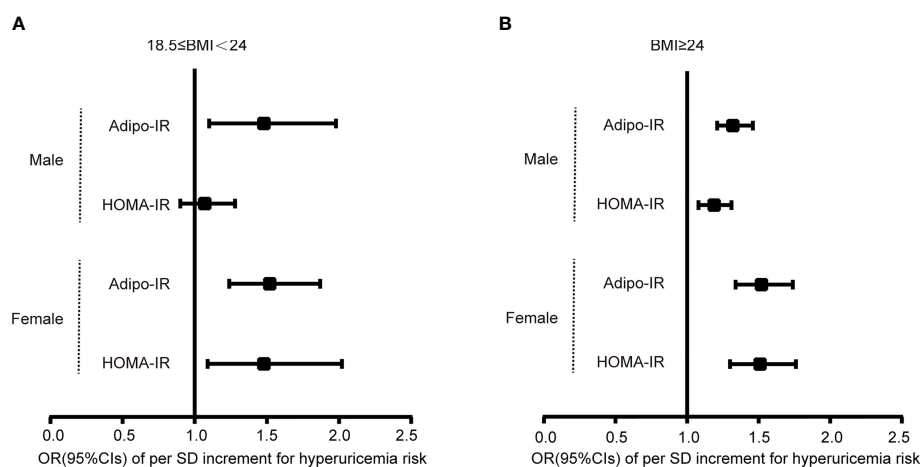 A
18.5≤BMI<24
Male
Adipo-IR
HOMA-IR
Female
Adipo-IR
HOMA-IR
0.0 0.5 1.0 1.5 2.0 2.5
OR(95%CIs) of per SD increment for hyperuricemia risk
B
BMI≥24
Male
Adipo-IR
HOMA-IR
Female
Adipo-IR
HOMA-IR
0.0 0.5 1.0 1.5 2.0 2.5
OR(95%CIs) of per SD increment for hyperuricemia risk